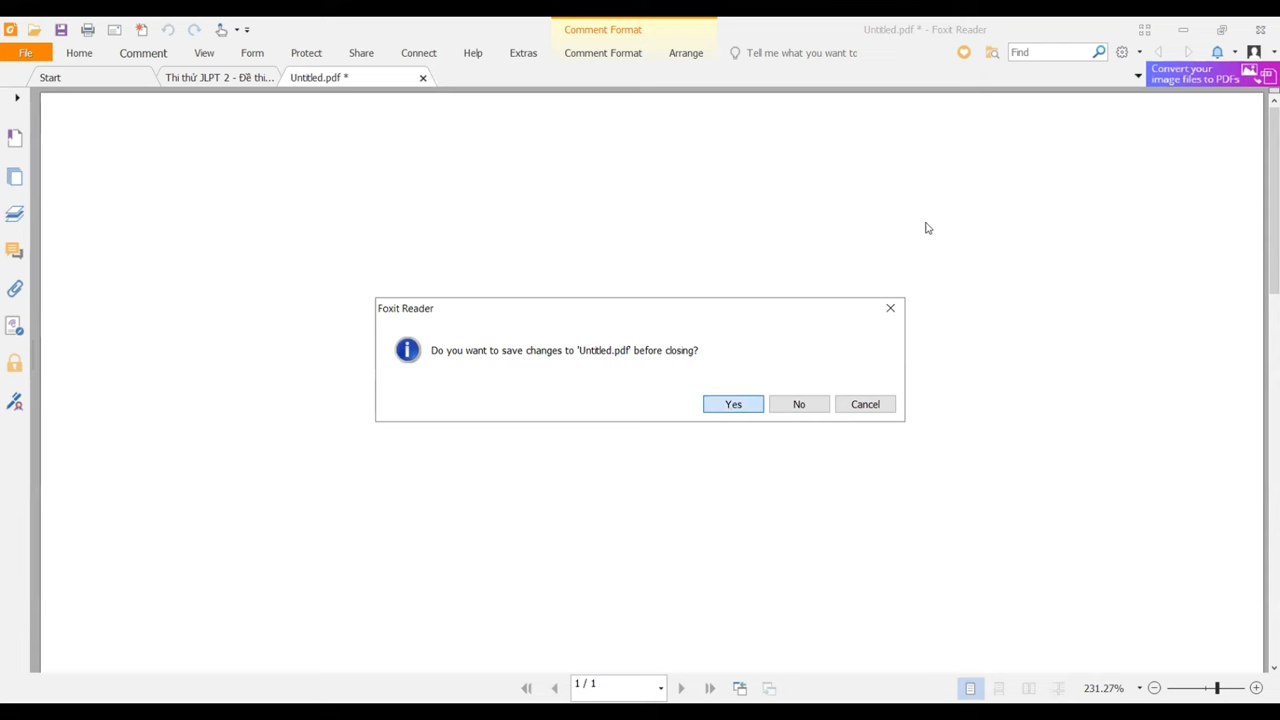 Comment Format
Untitled.pdf * - Foxit Reader
File Home Comment View Form Protect Share Connect Help Extras Comment Format Arrange Tell me what you want to Find
Start Thi thử JLPT 2 - Đề thi... Untitled.pdf *
Convert your
image files to PDFs
Foxit Reader
Do you want to save changes to 'Untitled.pdf' before closing?
Yes No Cancel
1 / 1 231.27%